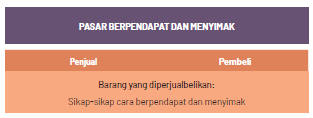 PASAR BERPENDAPAT DAN MENYIMAK
Penjual Pembeli
Barang yang diperjualbelikan:
Sikap-sikap cara berpendapat dan menyimak